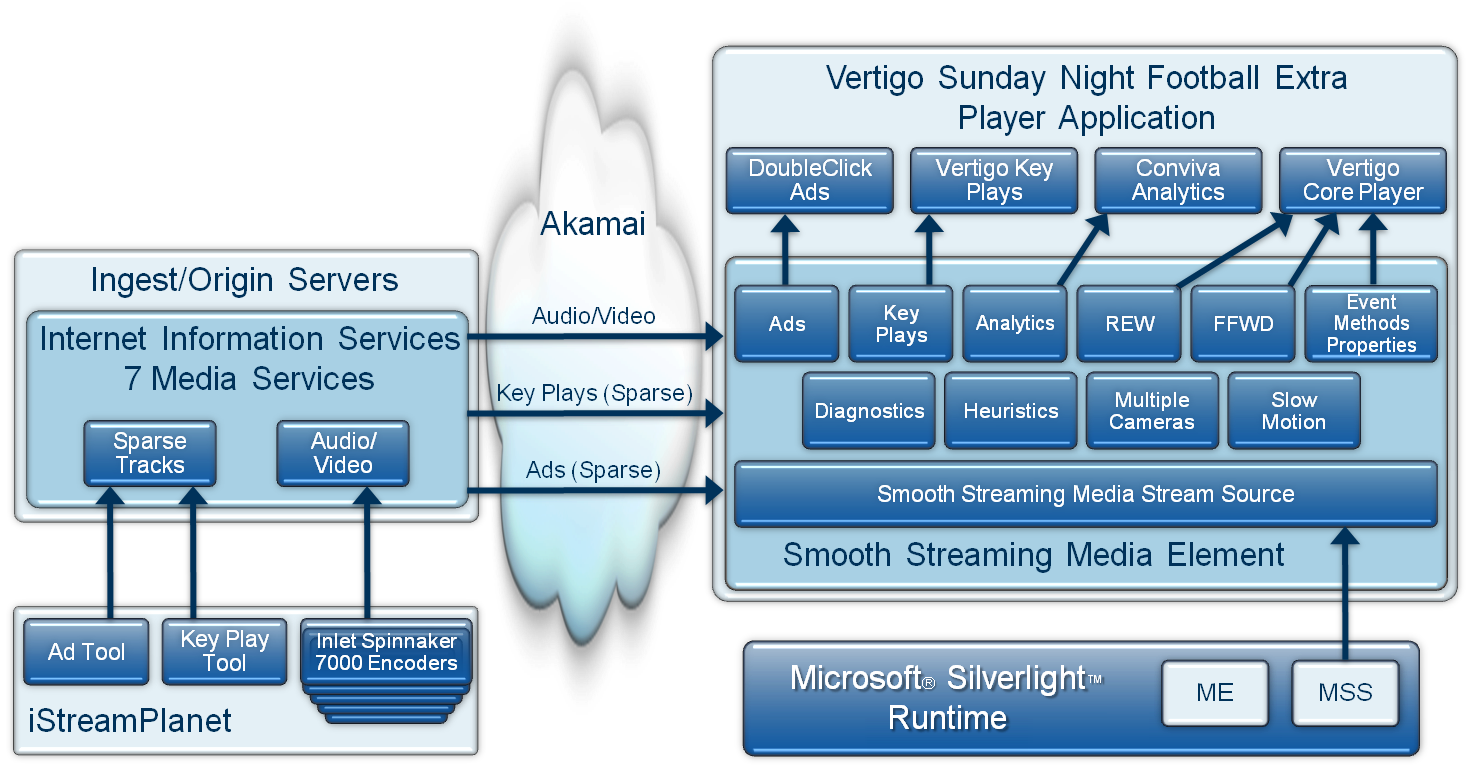 Vertigo Sunday Night Football Extra
Player Application
DoubleClick
Ads
Vertigo Key
Plays
Conviva
Analytics
Vertigo
Core Player
Akamai
Ingest/Origin Servers
Internet Information Services
7 Media Services
Sparse
Tracks
Audio/
Video
Audio/Video
Key Plays (Sparse)
Ads (Sparse)
Ads
Key
Plays
Analytics
REW
FFWD
Event
Methods
Properties
Diagnostics
Heuristics
Multiple
Cameras
Slow
Motion
Smooth Streaming Media Stream Source
Smooth Streaming Media Element
Ad Tool
Key Play
Tool
Inlet Spinnaker
7000 Encoders
iStreamPlanet
Microsoft® Silverlight™
Runtime
ME
MSS